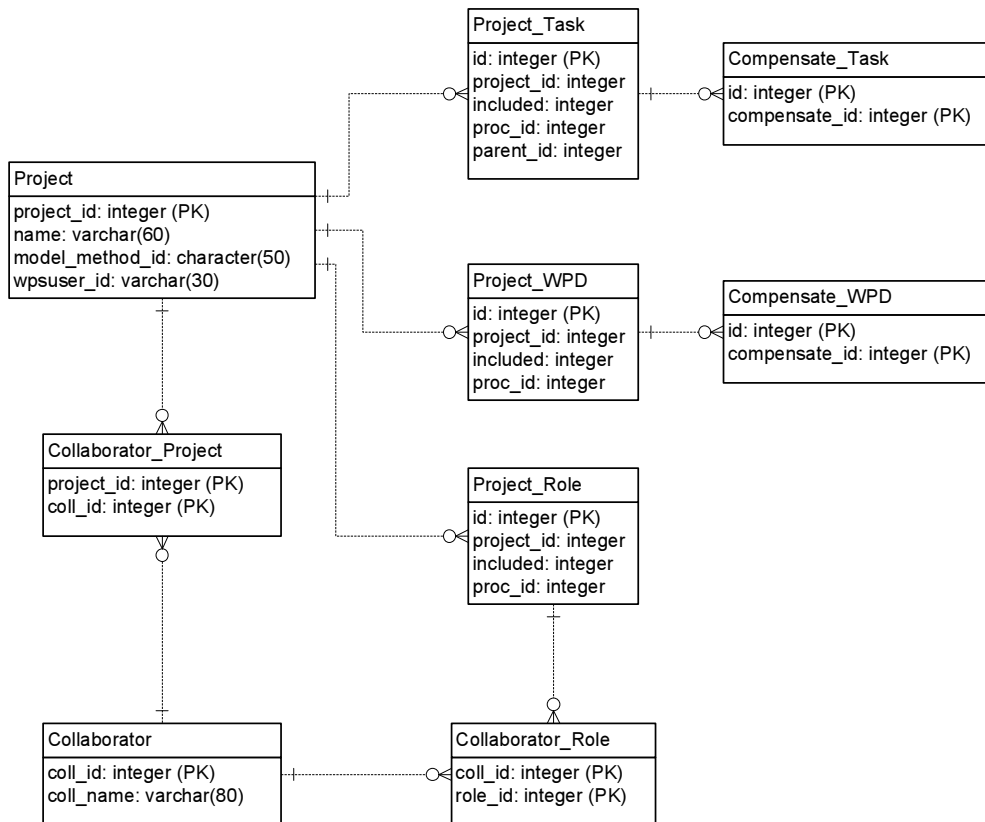 Project_Task
id: integer (PK)
project_id: integer
included: integer
proc_id: integer
parent_id: integer
Compensate_Task
id: integer (PK)
compensate_id: integer (PK)
Project
project_id: integer (PK)
name: varchar(60)
model_method_id: character(50)
wpsuser_id: varchar(30)
Project_WPD
id: integer (PK)
project_id: integer
included: integer
proc_id: integer
Compensate_WPD
id: integer (PK)
compensate_id: integer (PK)
Collaborator_Project
project_id: integer (PK)
coll_id: integer (PK)
Project_Role
id: integer (PK)
project_id: integer
included: integer
proc_id: integer
Collaborator
coll_id: integer (PK)
coll_name: varchar(80)
Collaborator_Role
coll_id: integer (PK)
role_id: integer (PK)